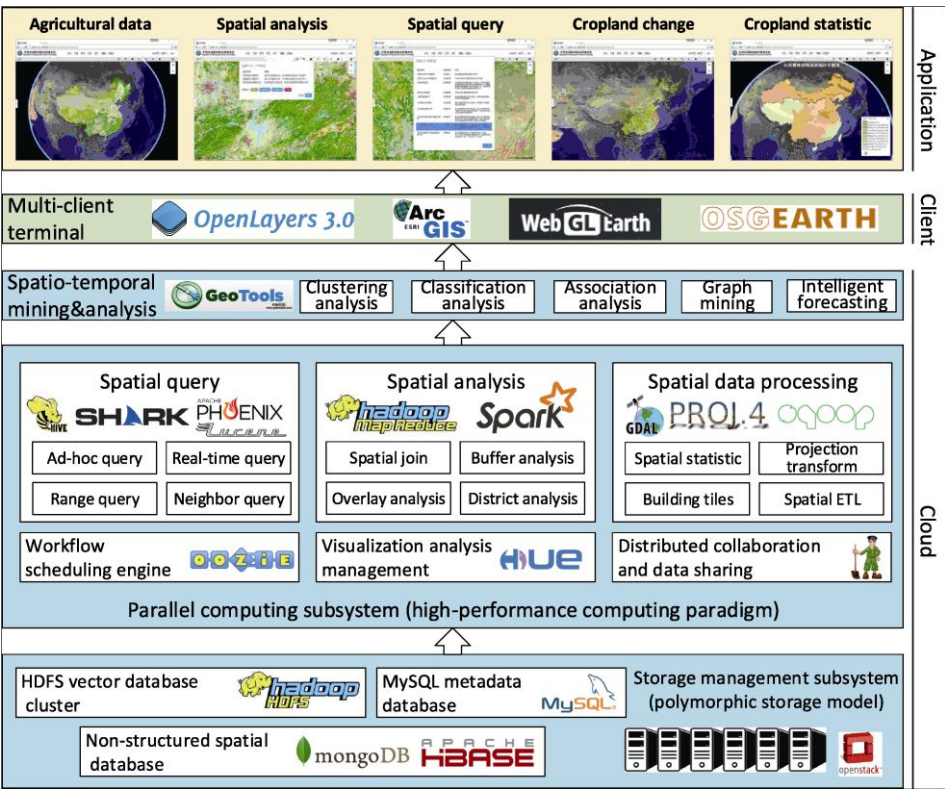 Agricultural data
Spatial analysis
Spatial query
Cropland change
Cropland statistic
Application
Multi-client
terminal
OpenLayers 3.0
Arc
ESRI GIS
WebGL Earth
OSGEARTH
Client
Spatio-temporal
mining&analysis
GeoTools
Clustering
analysis
Classification
analysis
Association
analysis
Graph
mining
Intelligent
forecasting
Spatial query
HIVE
SHARK
APACHE
PHOENIX
Lucene
Ad-hoc query
Real-time query
Range query
Neighbor query
Spatial analysis
hadoop
MapReduce
Spark
Spatial join
Buffer analysis
Overlay analysis
District analysis
Spatial data processing
GDAL
PROJ.4
sqoop
Spatial statistic
Projection
transform
Building tiles
Spatial ETL
Workflow
scheduling engine
OOZIE
Visualization analysis
management
HUE
Distributed collaboration
and data sharing
Parallel computing subsystem (high-performance computing paradigm)
Cloud
HDFS vector database
cluster
hadoop
HDFS
MySQL metadata
database
MySQL
Storage management subsystem
(polymorphic storage model)
Non-structured spatial
database
mongoDB
APACHE
HBASE
openstack